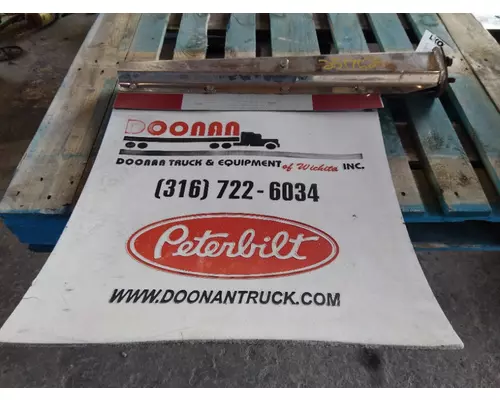 DOONAN
DOONAN TRUCK & EQUIPMENT of Wichita INC.
(316) 722-6034
Peterbilt
WWW.DOONANTRUCK.COM